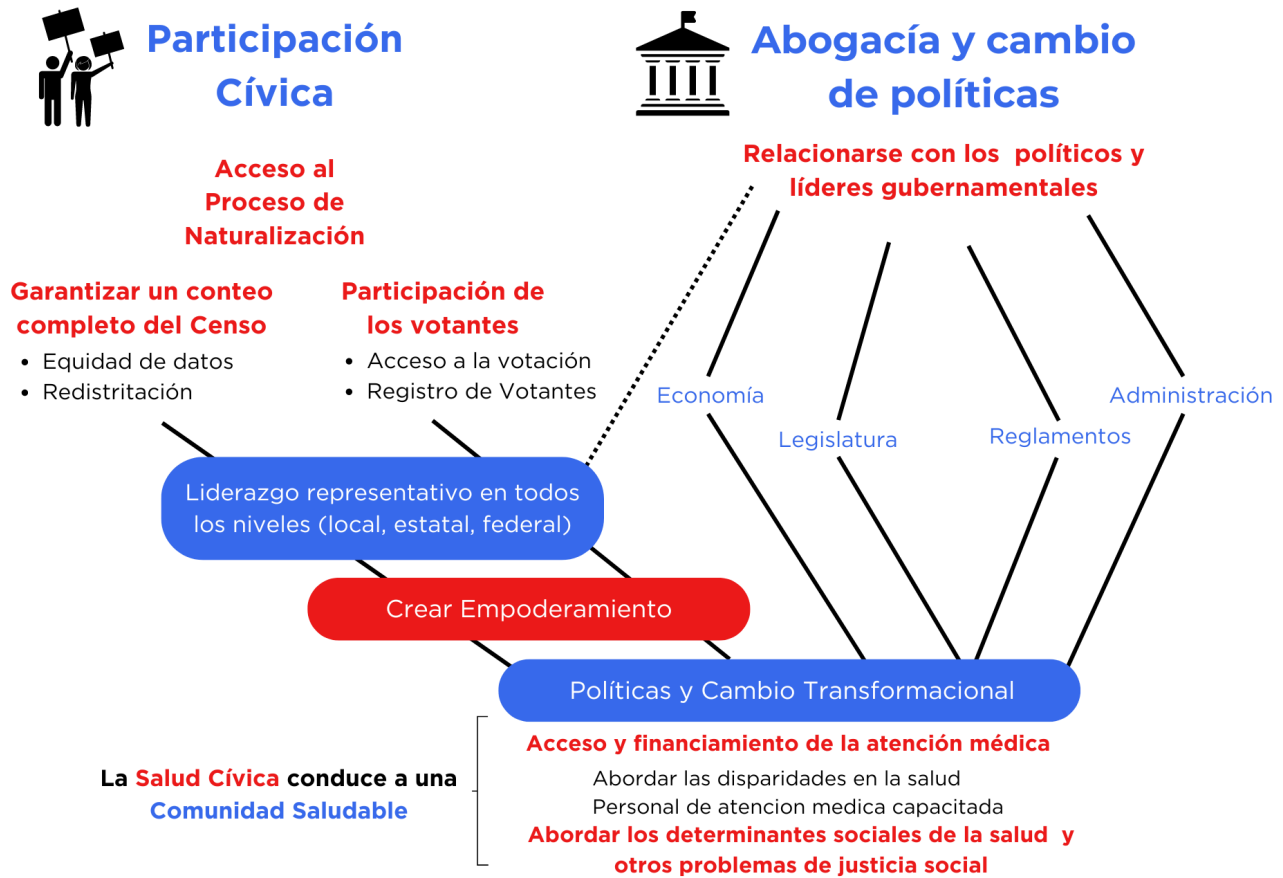 Participación
Cívica
Acceso al
Proceso de
Naturalización
Garantizar un conteo
completo del Censo
• Equidad de datos
• Redistritación
Participación de
los votantes
• Acceso a la votación
• Registro de Votantes
Liderazgo representativo en todos
los niveles (local, estatal, federal)
Crear Empoderamiento
Abogacía y cambio
de políticas
Relacionarse con los políticos y
líderes gubernamentales
Economía
Legislatura
Reglamentos
Administración
Políticas y Cambio Transformacional
La Salud Cívica conduce a una
Comunidad Saludable
Acceso y financiamiento de la atención médica
Abordar las disparidades en la salud
Personal de atencion medica capacitada
Abordar los determinantes sociales de la salud y
otros problemas de justicia social